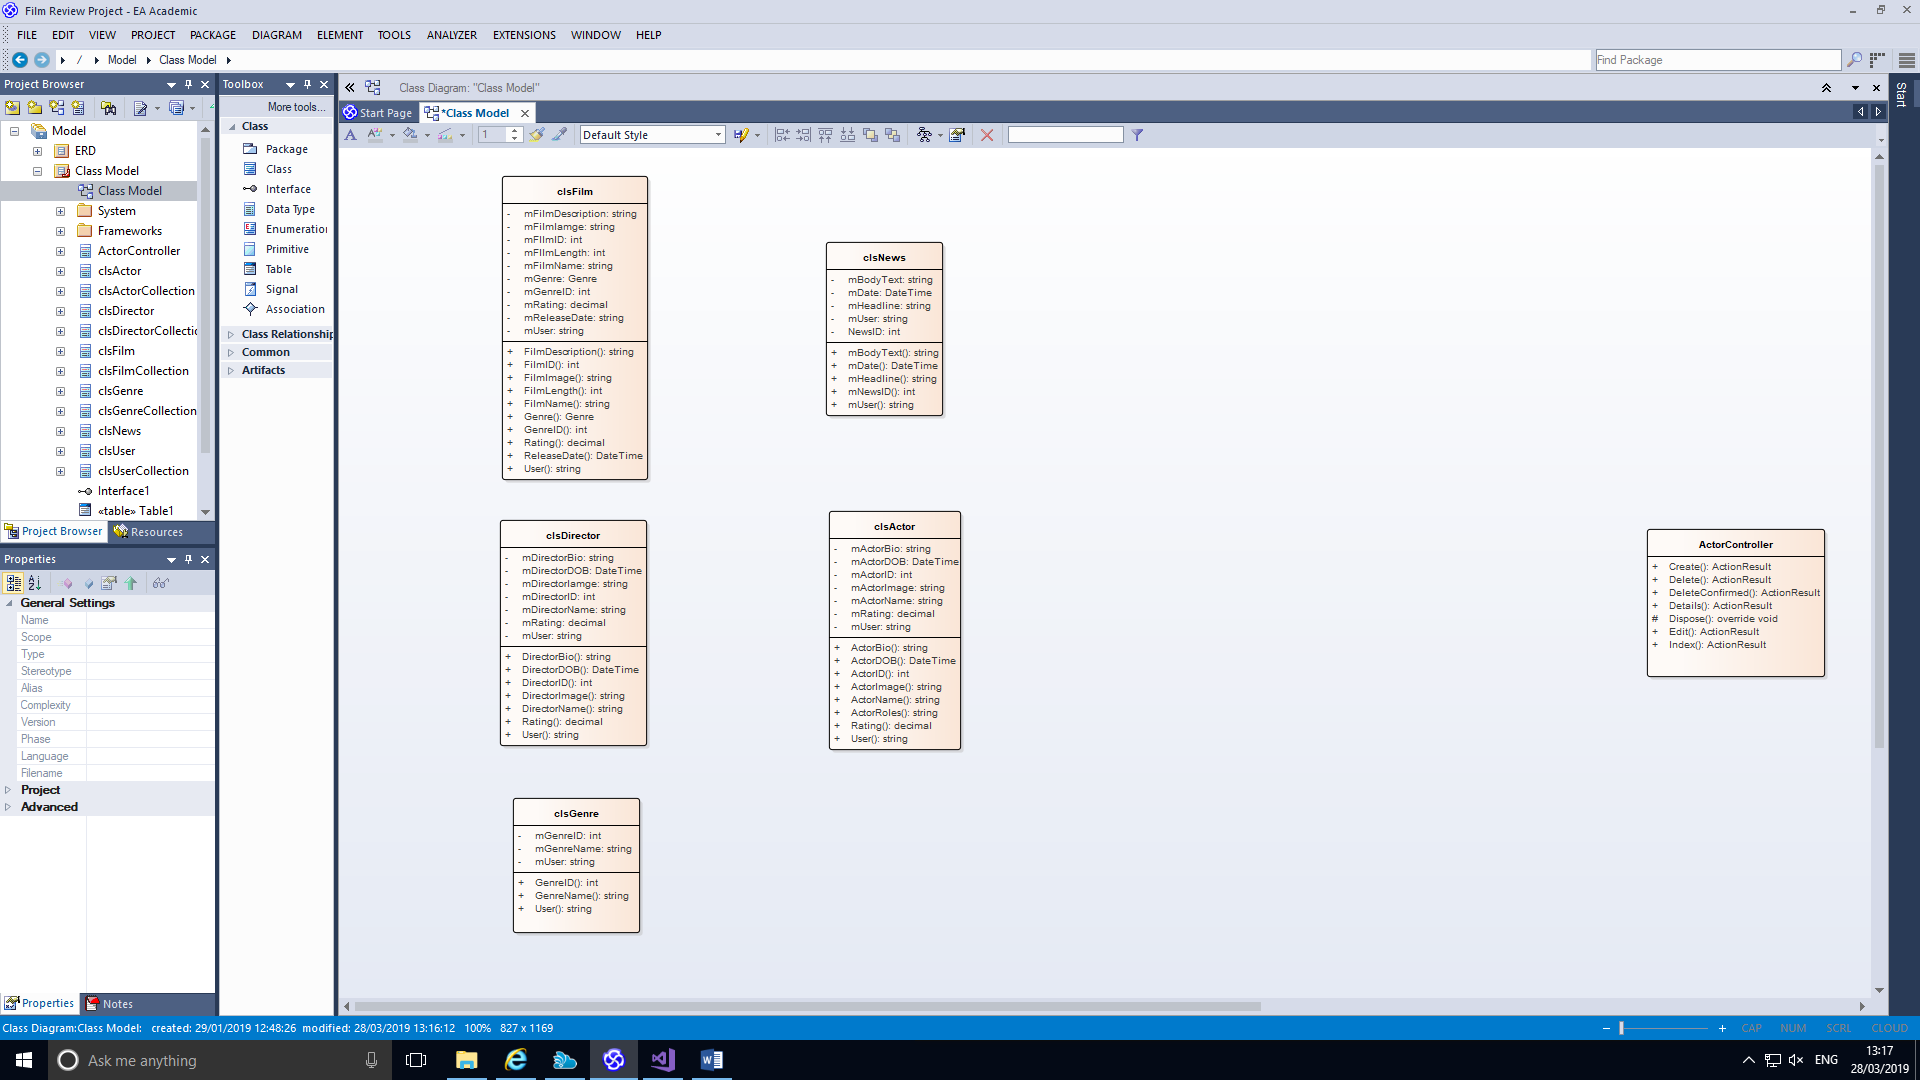 Film Review Project - EA Academic
FILE EDIT VIEW PROJECT PACKAGE DIAGRAM ELEMENT TOOLS ANALYZER EXTENSIONS WINDOW HELP
/ Model Class Model
Find Package
Project Browser
Model
ERD
Class Model
Class Model
System
Frameworks
ActorController
clsActor
clsActorCollection
clsDirector
clsDirectorCollectic
clsFilm
clsFilmCollection
clsGenre
clsGenreCollection
clsNews
clsUser
clsUserCollection
Interface1
«table» Table1
Project Browser Resources
Properties
General Settings
Name
Scope
Type
Stereotype
Alias
Complexity
Version
Phase
Language
Filename
Project
Advanced
Properties Notes
Toolbox
More tools...
Class
Package
Class
Interface
Data Type
Enumeration
Primitive
Table
Signal
Association
Class Relationship
Common
Artifacts
Class Diagram: "Class Model"
Start Page *Class Model
1 Default Style
Start
clsFilm
- mFilmDescription: string
- mFilmIamge: string
- mFilmID: int
- mFilmLength: int
- mFilmName: string
- mGenre: Genre
- mGenreID: int
- mRating: decimal
- mReleaseDate: string
- mUser: string
+ FilmDescription(): string
+ FilmID(): int
+ FilmImage(): string
+ FilmLength(): int
+ FilmName(): string
+ Genre(): Genre
+ GenreID(): int
+ Rating(): decimal
+ ReleaseDate(): DateTime
+ User(): string
clsNews
- mBodyText: string
- mDate: DateTime
- mHeadline: string
- mUser: string
- NewsID: int
+ mBodyText(): string
+ mDate(): DateTime
+ mHeadline(): string
+ mNewsID(): int
+ mUser(): string
clsDirector
- mDirectorBio: string
- mDirectorDOB: DateTime
- mDirectorIamge: string
- mDirectorID: int
- mDirectorName: string
- mRating: decimal
- mUser: string
+ DirectorBio(): string
+ DirectorDOB(): DateTime
+ DirectorID(): int
+ DirectorImage(): string
+ DirectorName(): string
+ Rating(): decimal
+ User(): string
clsActor
- mActorBio: string
- mActorDOB: DateTime
- mActorID: int
- mActorImage: string
- mActorName: string
- mRating: decimal
- mUser: string
+ ActorBio(): string
+ ActorDOB(): DateTime
+ ActorID(): int
+ ActorImage(): string
+ ActorName(): string
+ ActorRoles(): string
+ Rating(): decimal
+ User(): string
ActorController
+ Create(): ActionResult
+ Delete(): ActionResult
+ DeleteConfirmed(): ActionResult
+ Details(): ActionResult
# Dispose(): override void
+ Edit(): ActionResult
+ Index(): ActionResult
clsGenre
- mGenreID: int
- mGenreName: string
- mUser: string
+ GenreID(): int
+ GenreName(): string
+ User(): string
Class Diagram:Class Model: created: 29/01/2019 12:48:26 modified: 28/03/2019 13:16:12 100% 827 x 1169
CAP NUM SCRL CLOUD
Ask me anything
ENG
13:17
28/03/2019